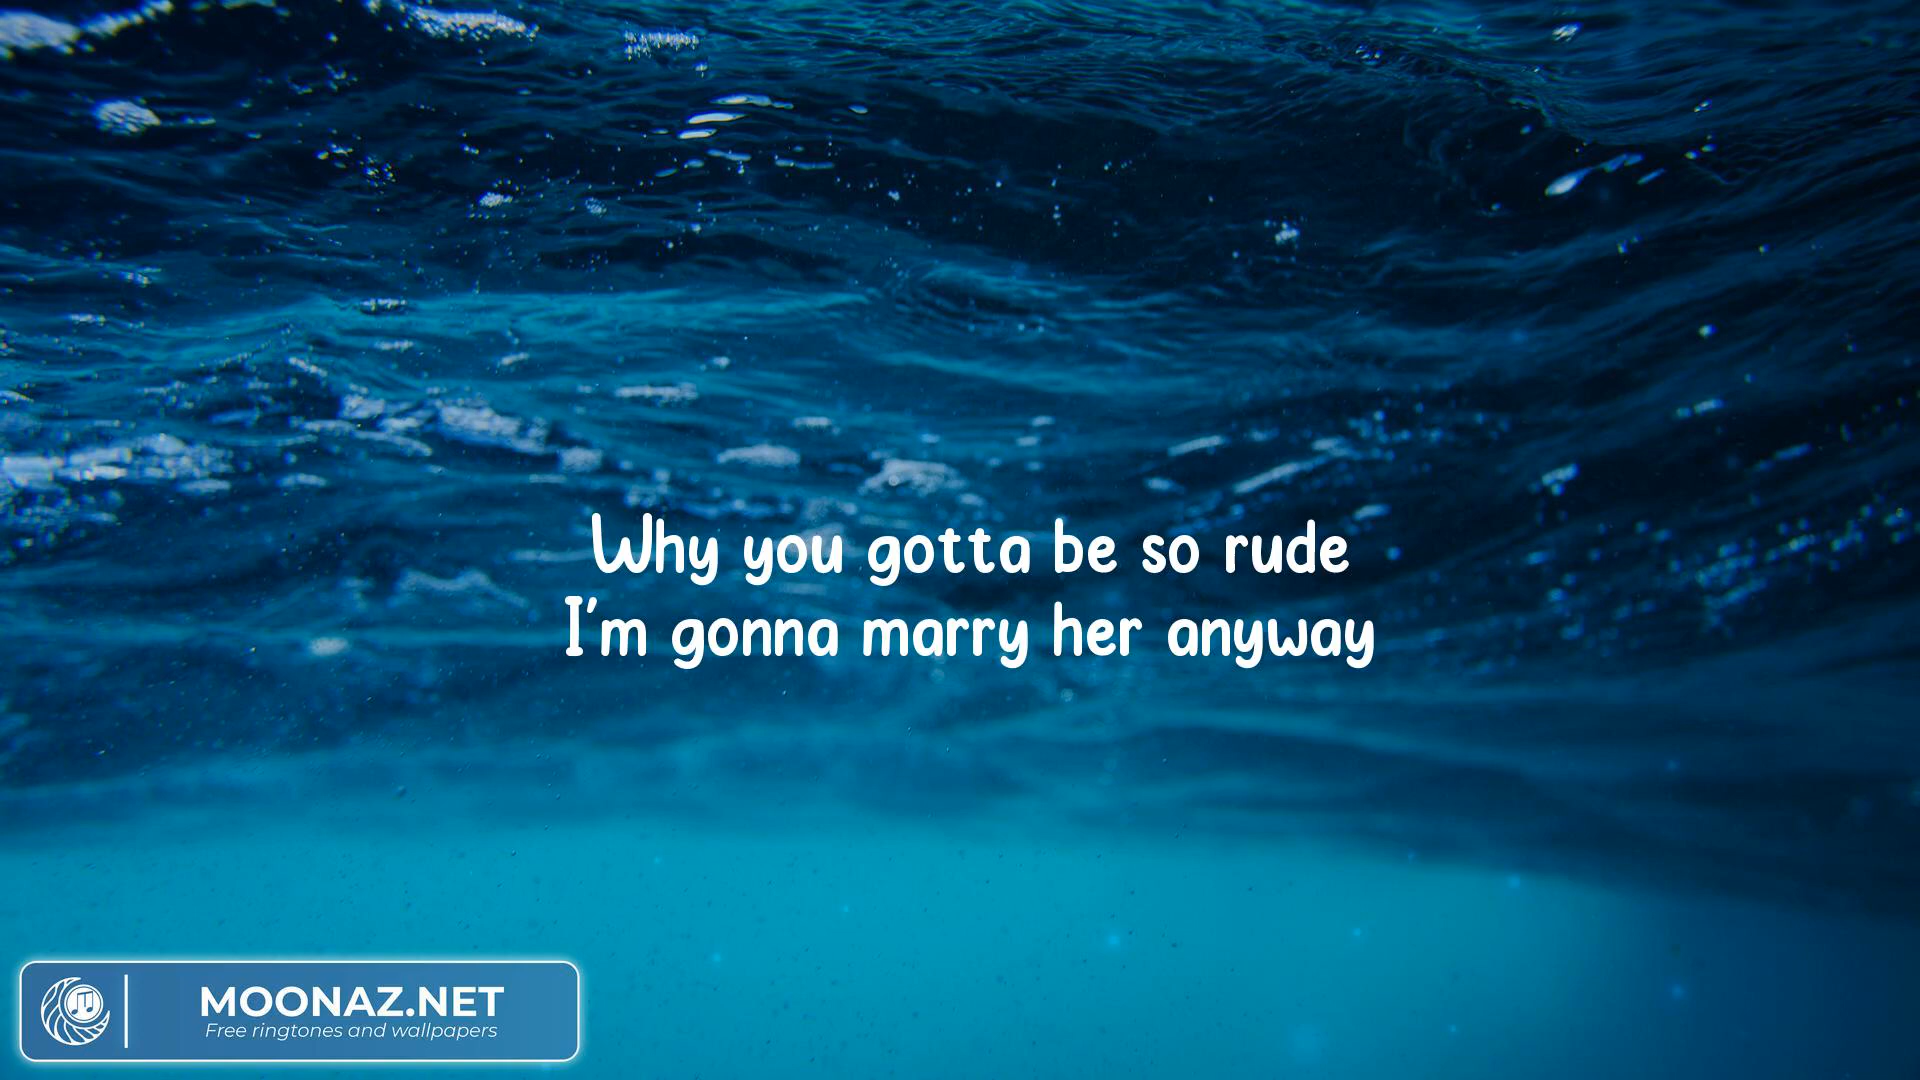 Why you gotta be so rude
I'm gonna marry her anyway
MOONAZ.NET
Free ringtones and wallpapers